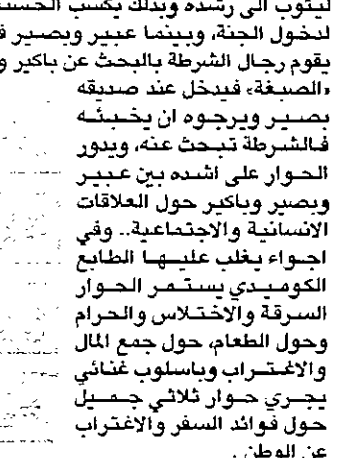 ليتوب الى رشده وبذلك يكسب الحسنـ
لدخول الجنة، وبينما عبير وبصير فـ
يقوم رجال الشرطة بالبحث عن باكير و
«الصبغة» فيدخل عند صديقه
بصير ويرجوه ان يخبئه
فالشرطة تبحث عنه، ويدور
الحوار على اشده بين عبير
وبصير وباكير حول العلاقات
الانسانية والاجتماعية.. وفي
اجواء يغلب عليها الطابع
الكوميدي يستمر الحوار
السرقة والاختلاس والحرام
وحول الطعام، حول جمع المال
والاغتراب وباسلوب غنائي
يجري حوار ثلاثي جميل
حول فوائد السفر والاغتراب
عن الوطن.